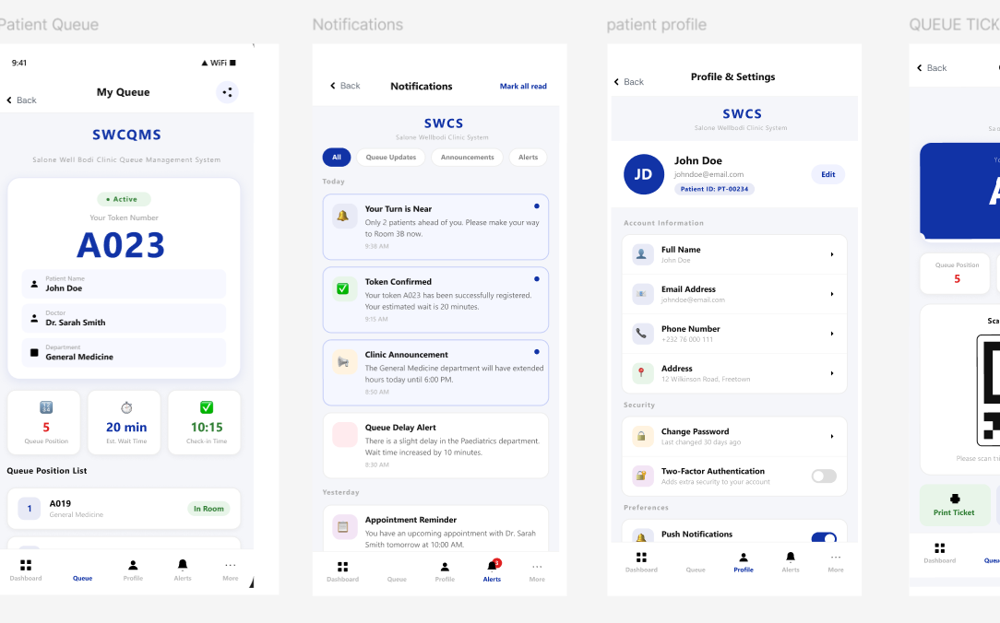 Patient Queue
9:41
WiFi
Back
My Queue
SWCQMS
Salone Well Bodi Clinic Queue Management System
• Active
Your Token Number
A023
Patient Name
John Doe
Doctor
Dr. Sarah Smith
Department
General Medicine
5
Queue Position
20 min
Est. Wait Time
10:15
Check-in Time
Queue Position List
1
A019
General Medicine
In Room
Dashboard
Queue
Profile
Alerts
More
Notifications
Back
Notifications
Mark all read
SWCS
Salone Wellbodi Clinic System
All
Queue Updates
Announcements
Alerts
Today
Your Turn is Near
Only 2 patients ahead of you. Please make your way
to Room 3B now.
9:38 AM
Token Confirmed
Your token A023 has been successfully registered.
Your estimated wait is 20 minutes.
9:15 AM
Clinic Announcement
The General Medicine department will have extended
hours today until 6:00 PM.
8:50 AM
Queue Delay Alert
There is a slight delay in the Paediatrics department.
Wait time increased by 10 minutes.
8:30 AM
Yesterday
Appointment Reminder
You have an upcoming appointment with Dr. Sarah
Smith tomorrow at 10:00 AM.
Dashboard
Queue
Profile
3
Alerts
More
patient profile
Back
Profile & Settings
SWCS
Salone Wellbodi Clinic System
JD
John Doe
johndoe@email.com
Patient ID: PT-00234
Edit
Account Information
Full Name
John Doe
Email Address
johndoe@email.com
Phone Number
+232 76 000 111
Address
12 Wilkinson Road, Freetown
Security
Change Password
Last changed 30 days ago
Two-Factor Authentication
Adds extra security to your account
Preferences
Push Notifications
Dashboard
Queue
Profile
Alerts
More
QUEUE TICK
Back
Queue Position
5
Please scan
Print Ticket
Dashboard